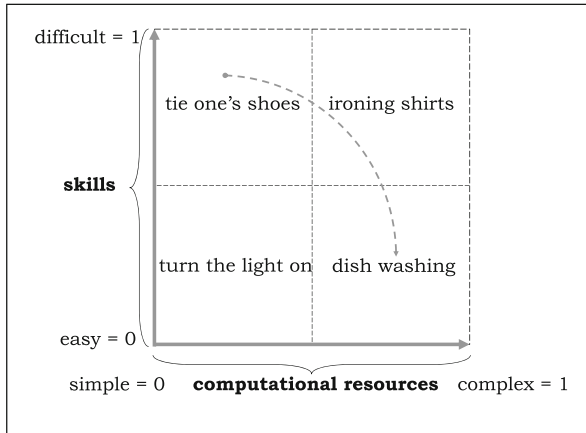 difficult = 1
tie one’s shoes
ironing shirts
skills
turn the light on
dish washing
easy = 0
simple = 0
computational resources
complex = 1